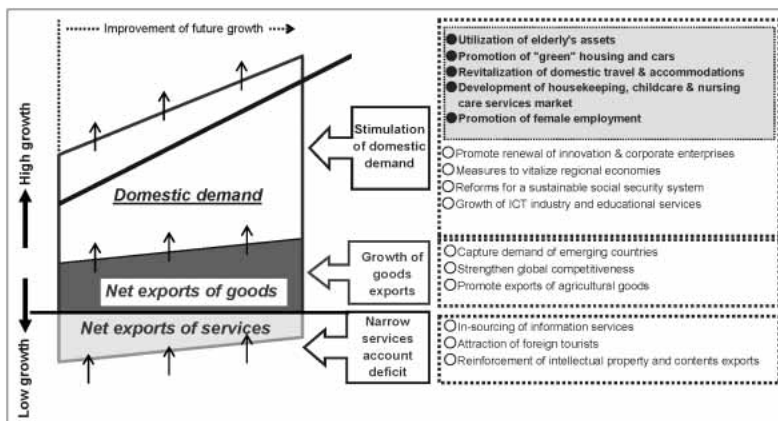 Improvement of future growth
High growth
Low growth
Domestic demand
Net exports of goods
Net exports of services
Stimulation
of domestic
demand
Growth of
goods
exports
Narrow
services
account
deficit
●Utilization of elderly's assets
●Promotion of "green" housing and cars
●Revitalization of domestic travel & accommodations
●Development of housekeeping, childcare & nursing
care services market
●Promotion of female employment
○Promote renewal of innovation & corporate enterprises
○Measures to vitalize regional economies
○Reforms for a sustainable social security system
○Growth of ICT industry and educational services
○Capture demand of emerging countries
○Strengthen global competitiveness
○Promote exports of agricultural goods
○In-sourcing of information services
○Attraction of foreign tourists
○Reinforcement of intellectual property and contents exports